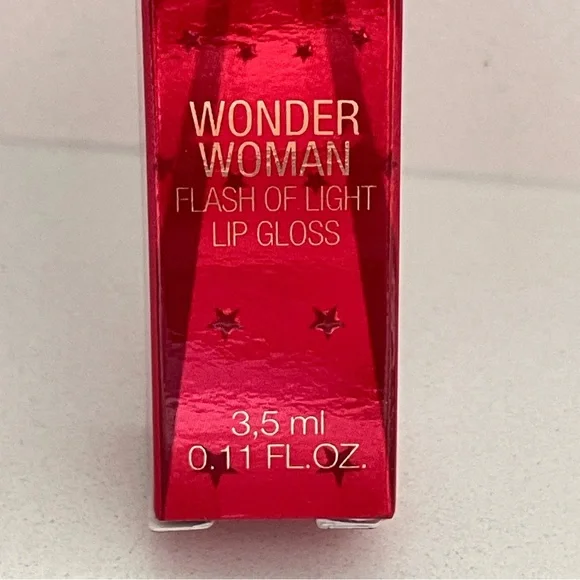 WONDER
WOMAN
FLASH OF LIGHT
LIP GLOSS
3,5 ml
0.11 FL.OZ.